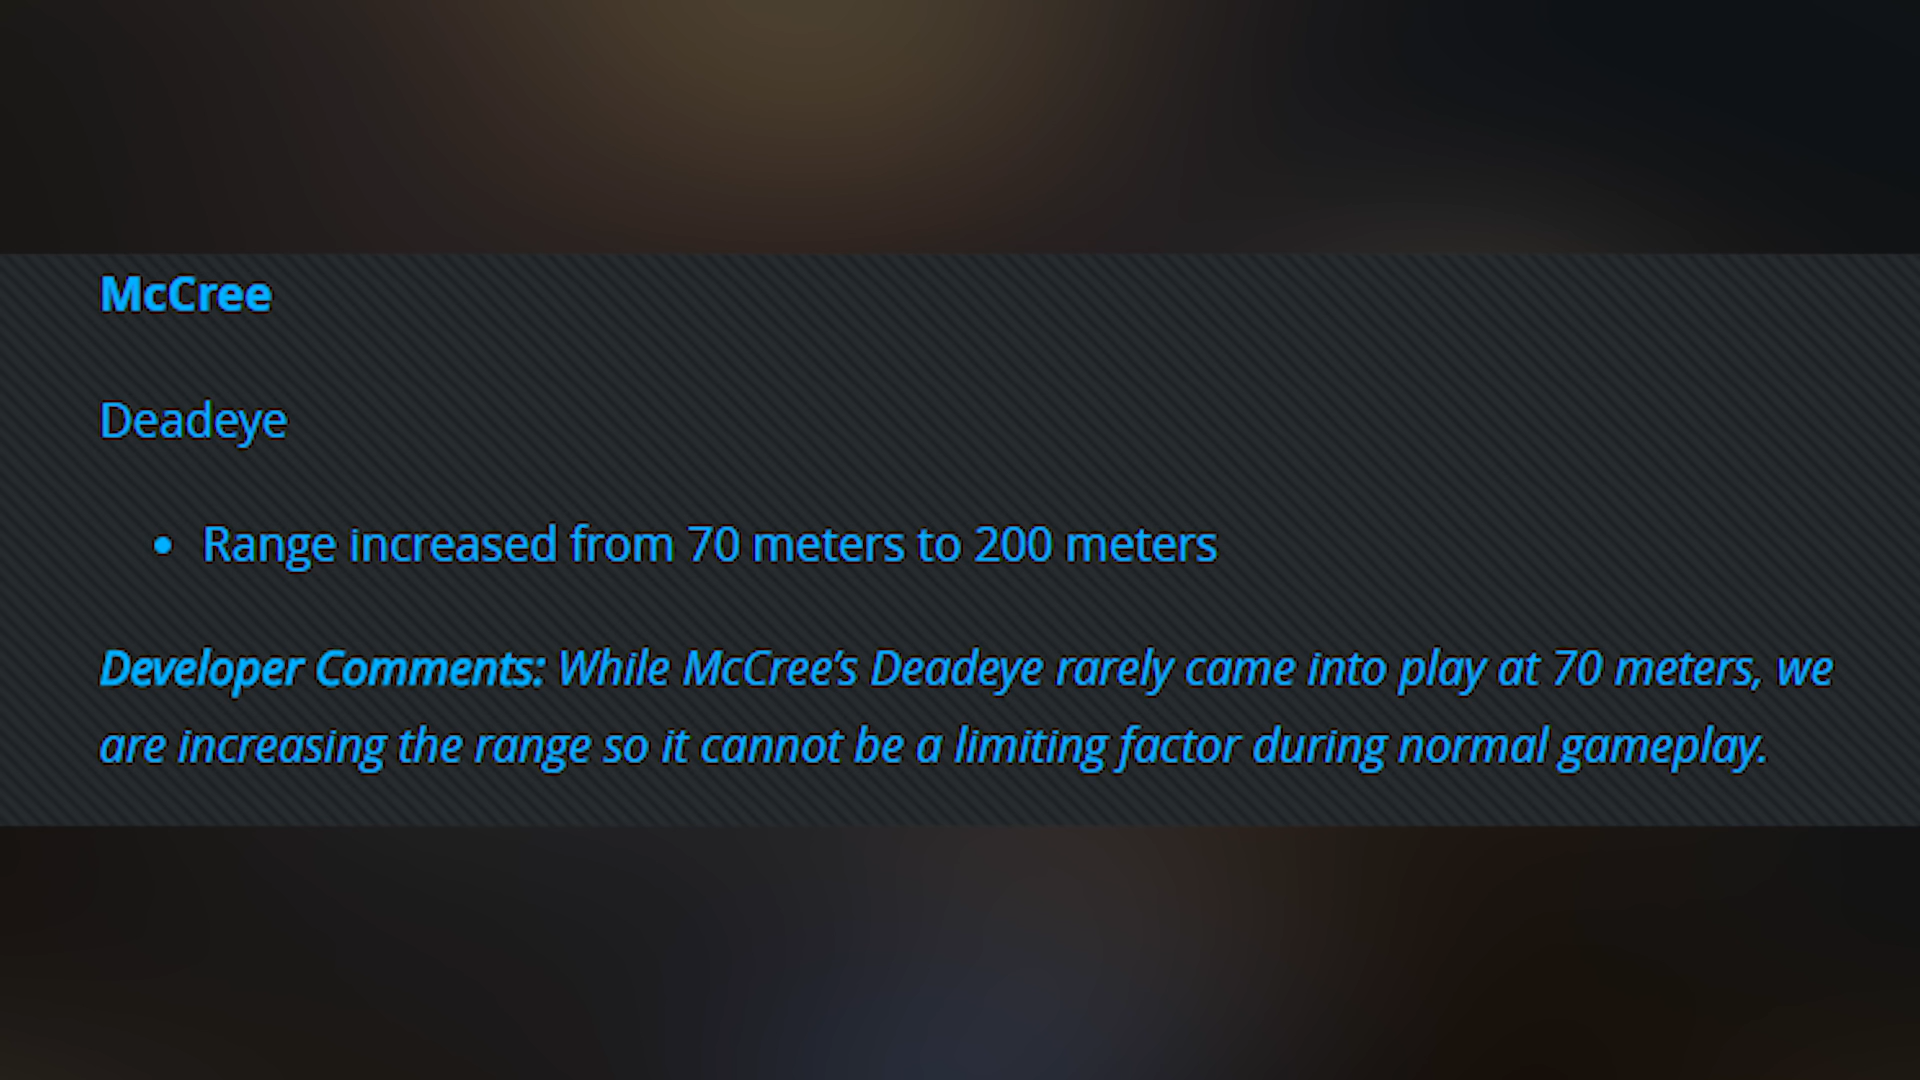 McCree
Deadeye
• Range increased from 70 meters to 200 meters
Developer Comments: While McCree’s Deadeye rarely came into play at 70 meters, we
are increasing the range so it cannot be a limiting factor during normal gameplay.